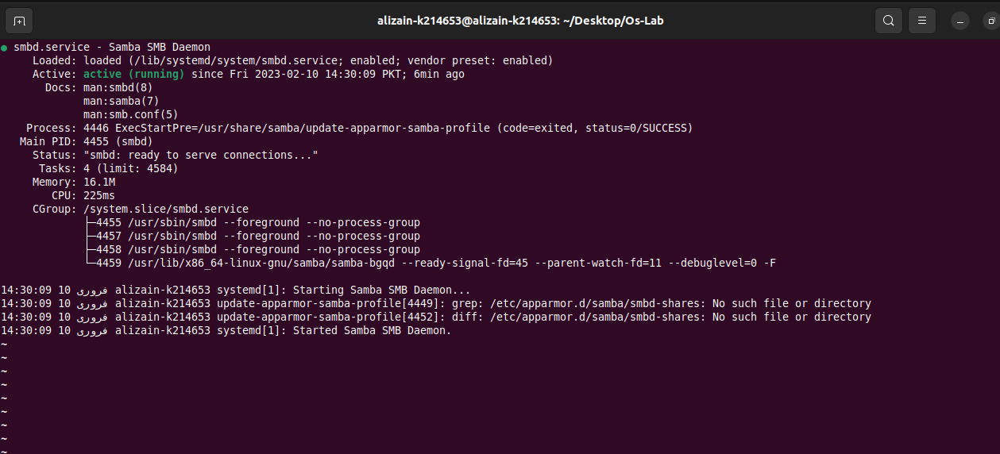 alizain-k214653@alizain-k214653: ~/Desktop/Os-Lab
● smbd.service - Samba SMB Daemon
     Loaded: loaded (/lib/systemd/system/smbd.service; enabled; vendor preset: enabled)
     Active: active (running) since Fri 2023-02-10 14:30:09 PKT; 6min ago
       Docs: man:smbd(8)
             man:samba(7)
             man:smb.conf(5)
    Process: 4446 ExecStartPre=/usr/share/samba/update-apparmor-samba-profile (code=exited, status=0/SUCCESS)
   Main PID: 4455 (smbd)
     Status: "smbd: ready to serve connections..."
      Tasks: 4 (limit: 4584)
     Memory: 16.1M
        CPU: 225ms
     CGroup: /system.slice/smbd.service
             ├─4455 /usr/sbin/smbd --foreground --no-process-group
             ├─4457 /usr/sbin/smbd --foreground --no-process-group
             ├─4458 /usr/sbin/smbd --foreground --no-process-group
             └─4459 /usr/lib/x86_64-linux-gnu/samba/samba-bgqd --ready-signal-fd=45 --parent-watch-fd=11 --debuglevel=0 -F
14:30:09 10 فروری alizain-k214653 systemd[1]: Starting Samba SMB Daemon...
14:30:09 10 فروری alizain-k214653 update-apparmor-samba-profile[4449]: grep: /etc/apparmor.d/samba/smbd-shares: No such file or directory
14:30:09 10 فروری alizain-k214653 update-apparmor-samba-profile[4452]: diff: /etc/apparmor.d/samba/smbd-shares: No such file or directory
14:30:09 10 فروری alizain-k214653 systemd[1]: Started Samba SMB Daemon.
~
~
~
~
~
~
~
~
~